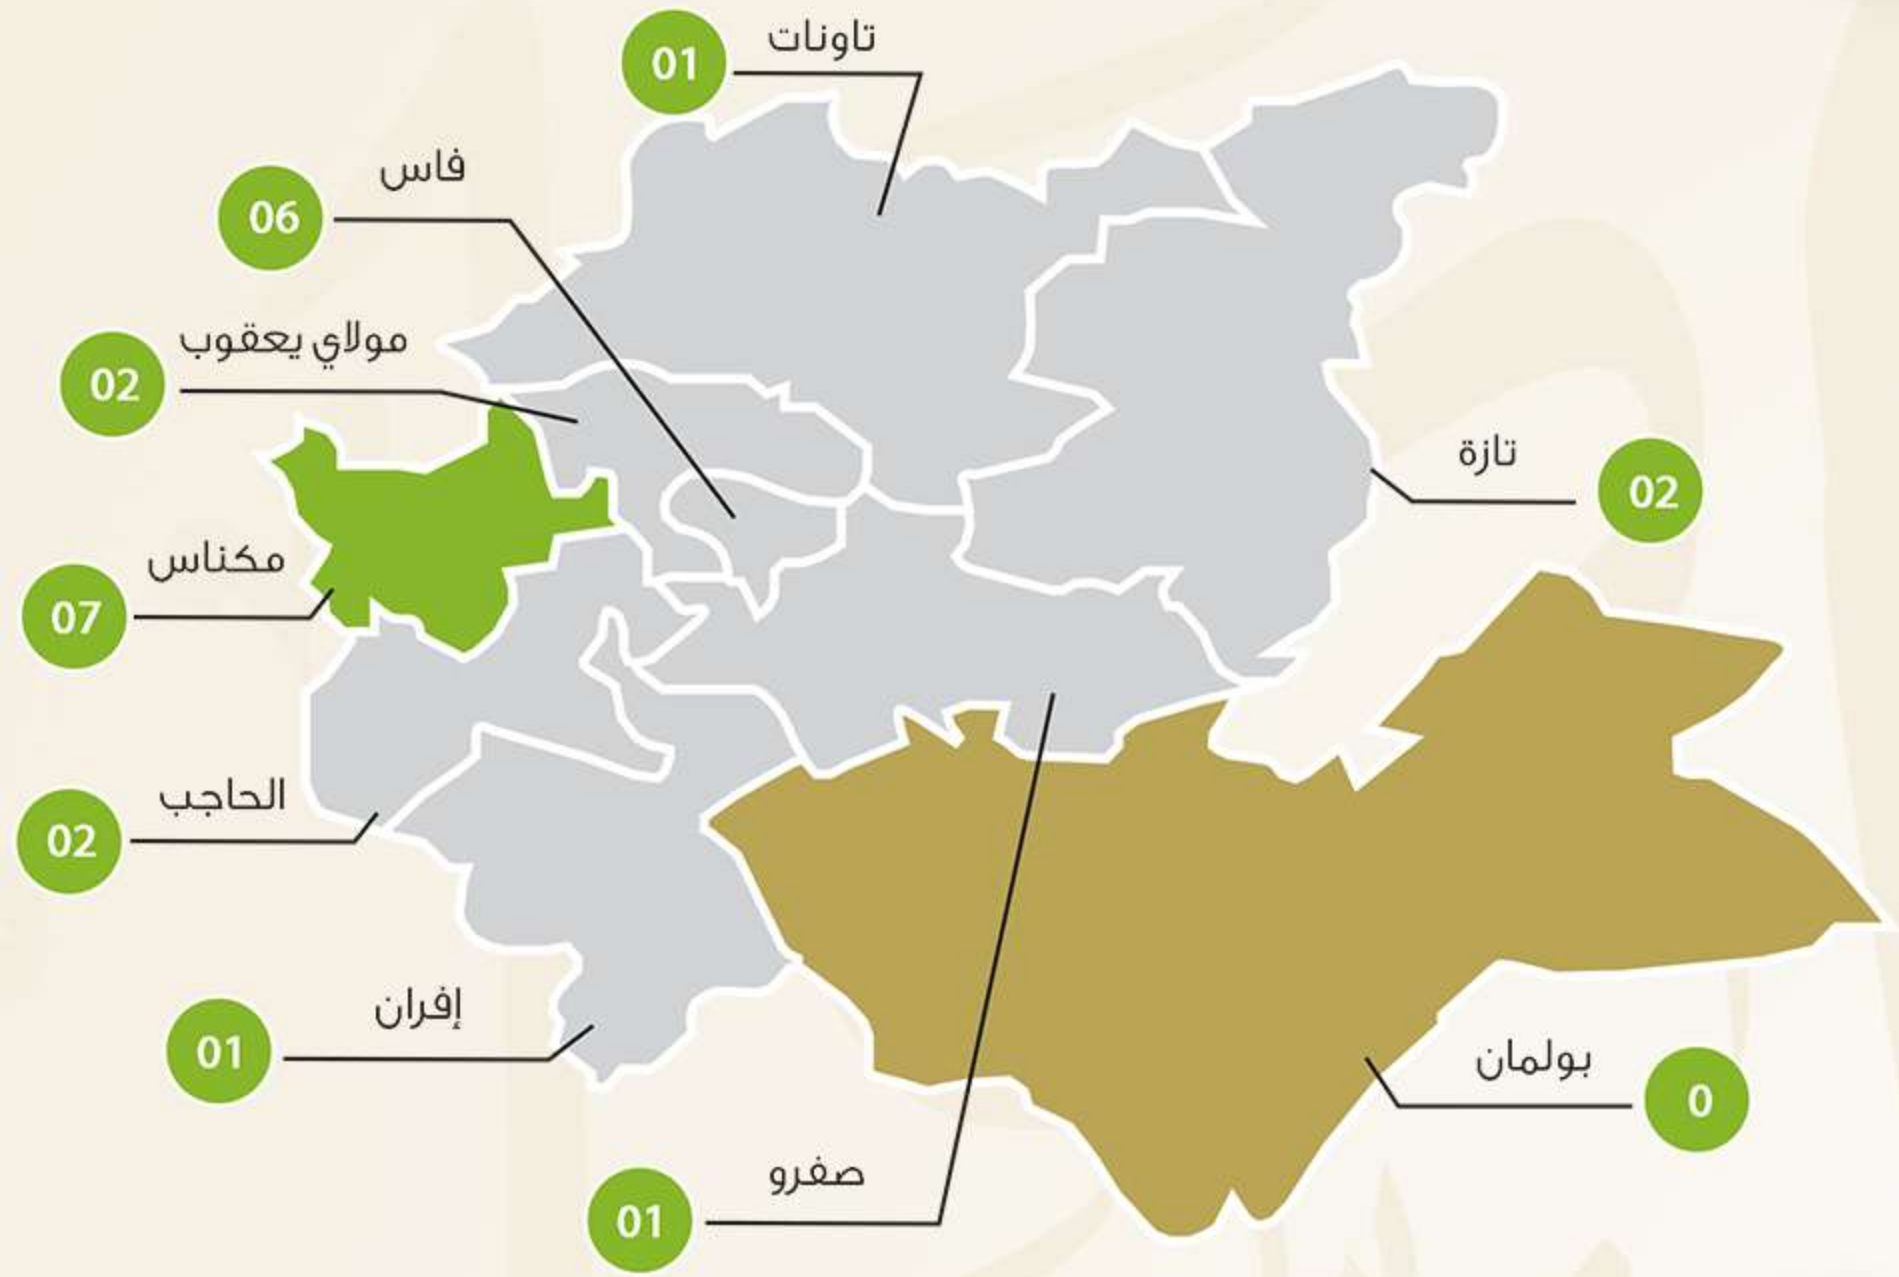 تاونات
01
فاس
06
مولاي يعقوب
02
تازة
02
مكناس
07
الحاجب
02
إفران
01
بولمان
0
صفرو
01